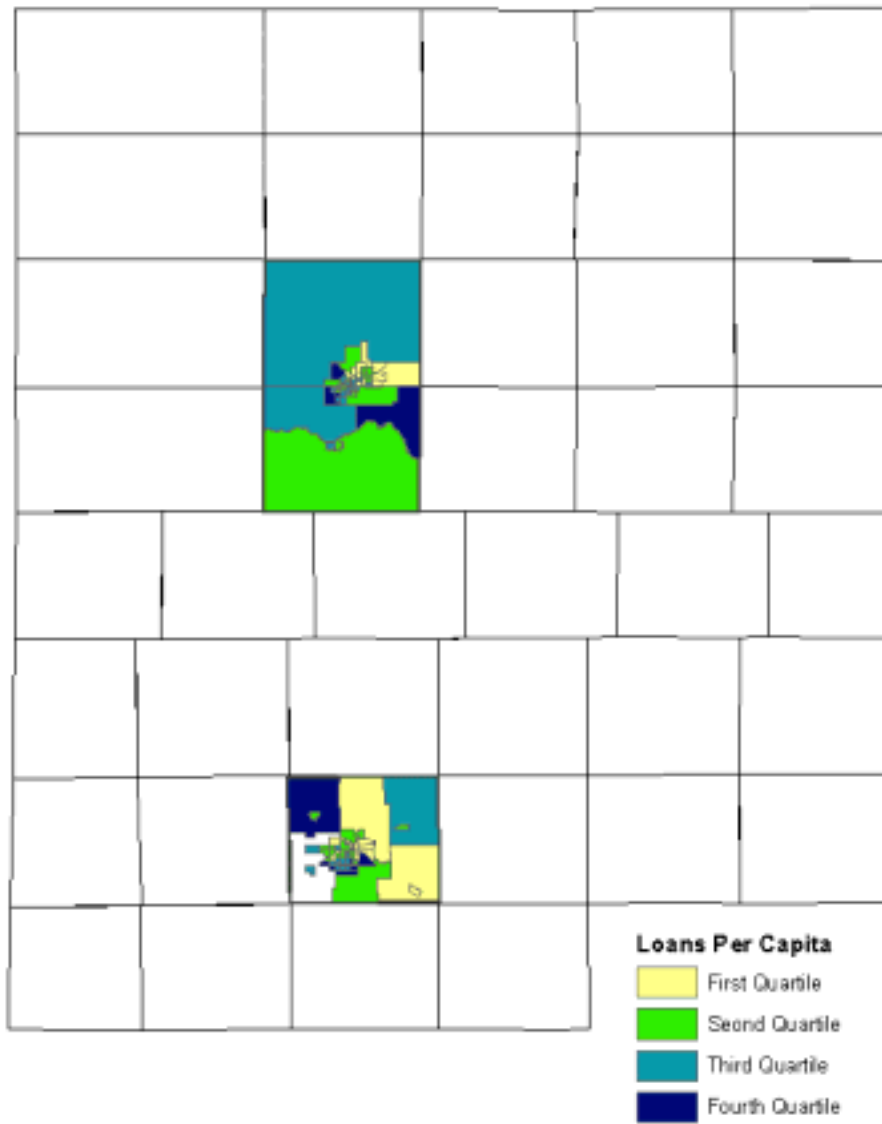 Loans Per Capita
First Quartile
Seond Quartile
Third Quartile
Fourth Quartile